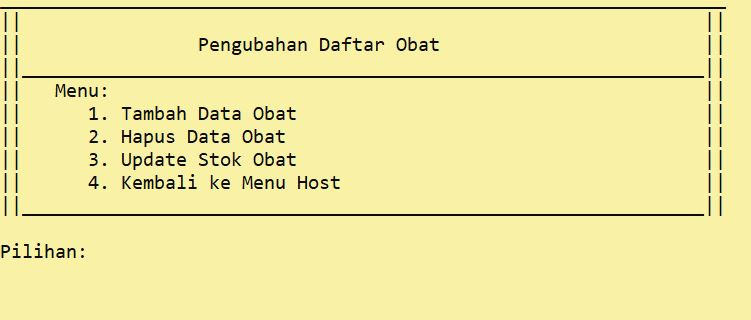 Pengubahan Daftar Obat
Menu:
1. Tambah Data Obat
2. Hapus Data Obat
3. Update Stok Obat
4. Kembali ke Menu Host
Pilihan: